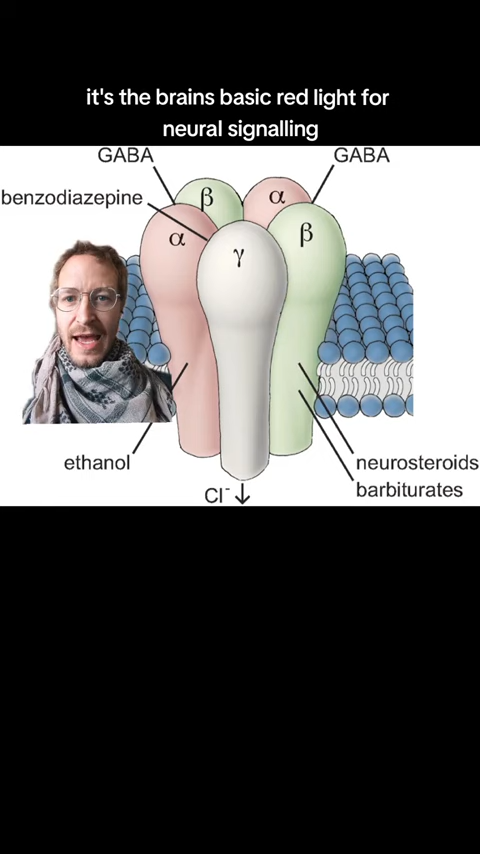 it's the brains basic red light for
neural signalling
GABA
GABA
benzodiazepine
β
α
α
β
γ
ethanol
neurosteroids
barbiturates
Cl⁻